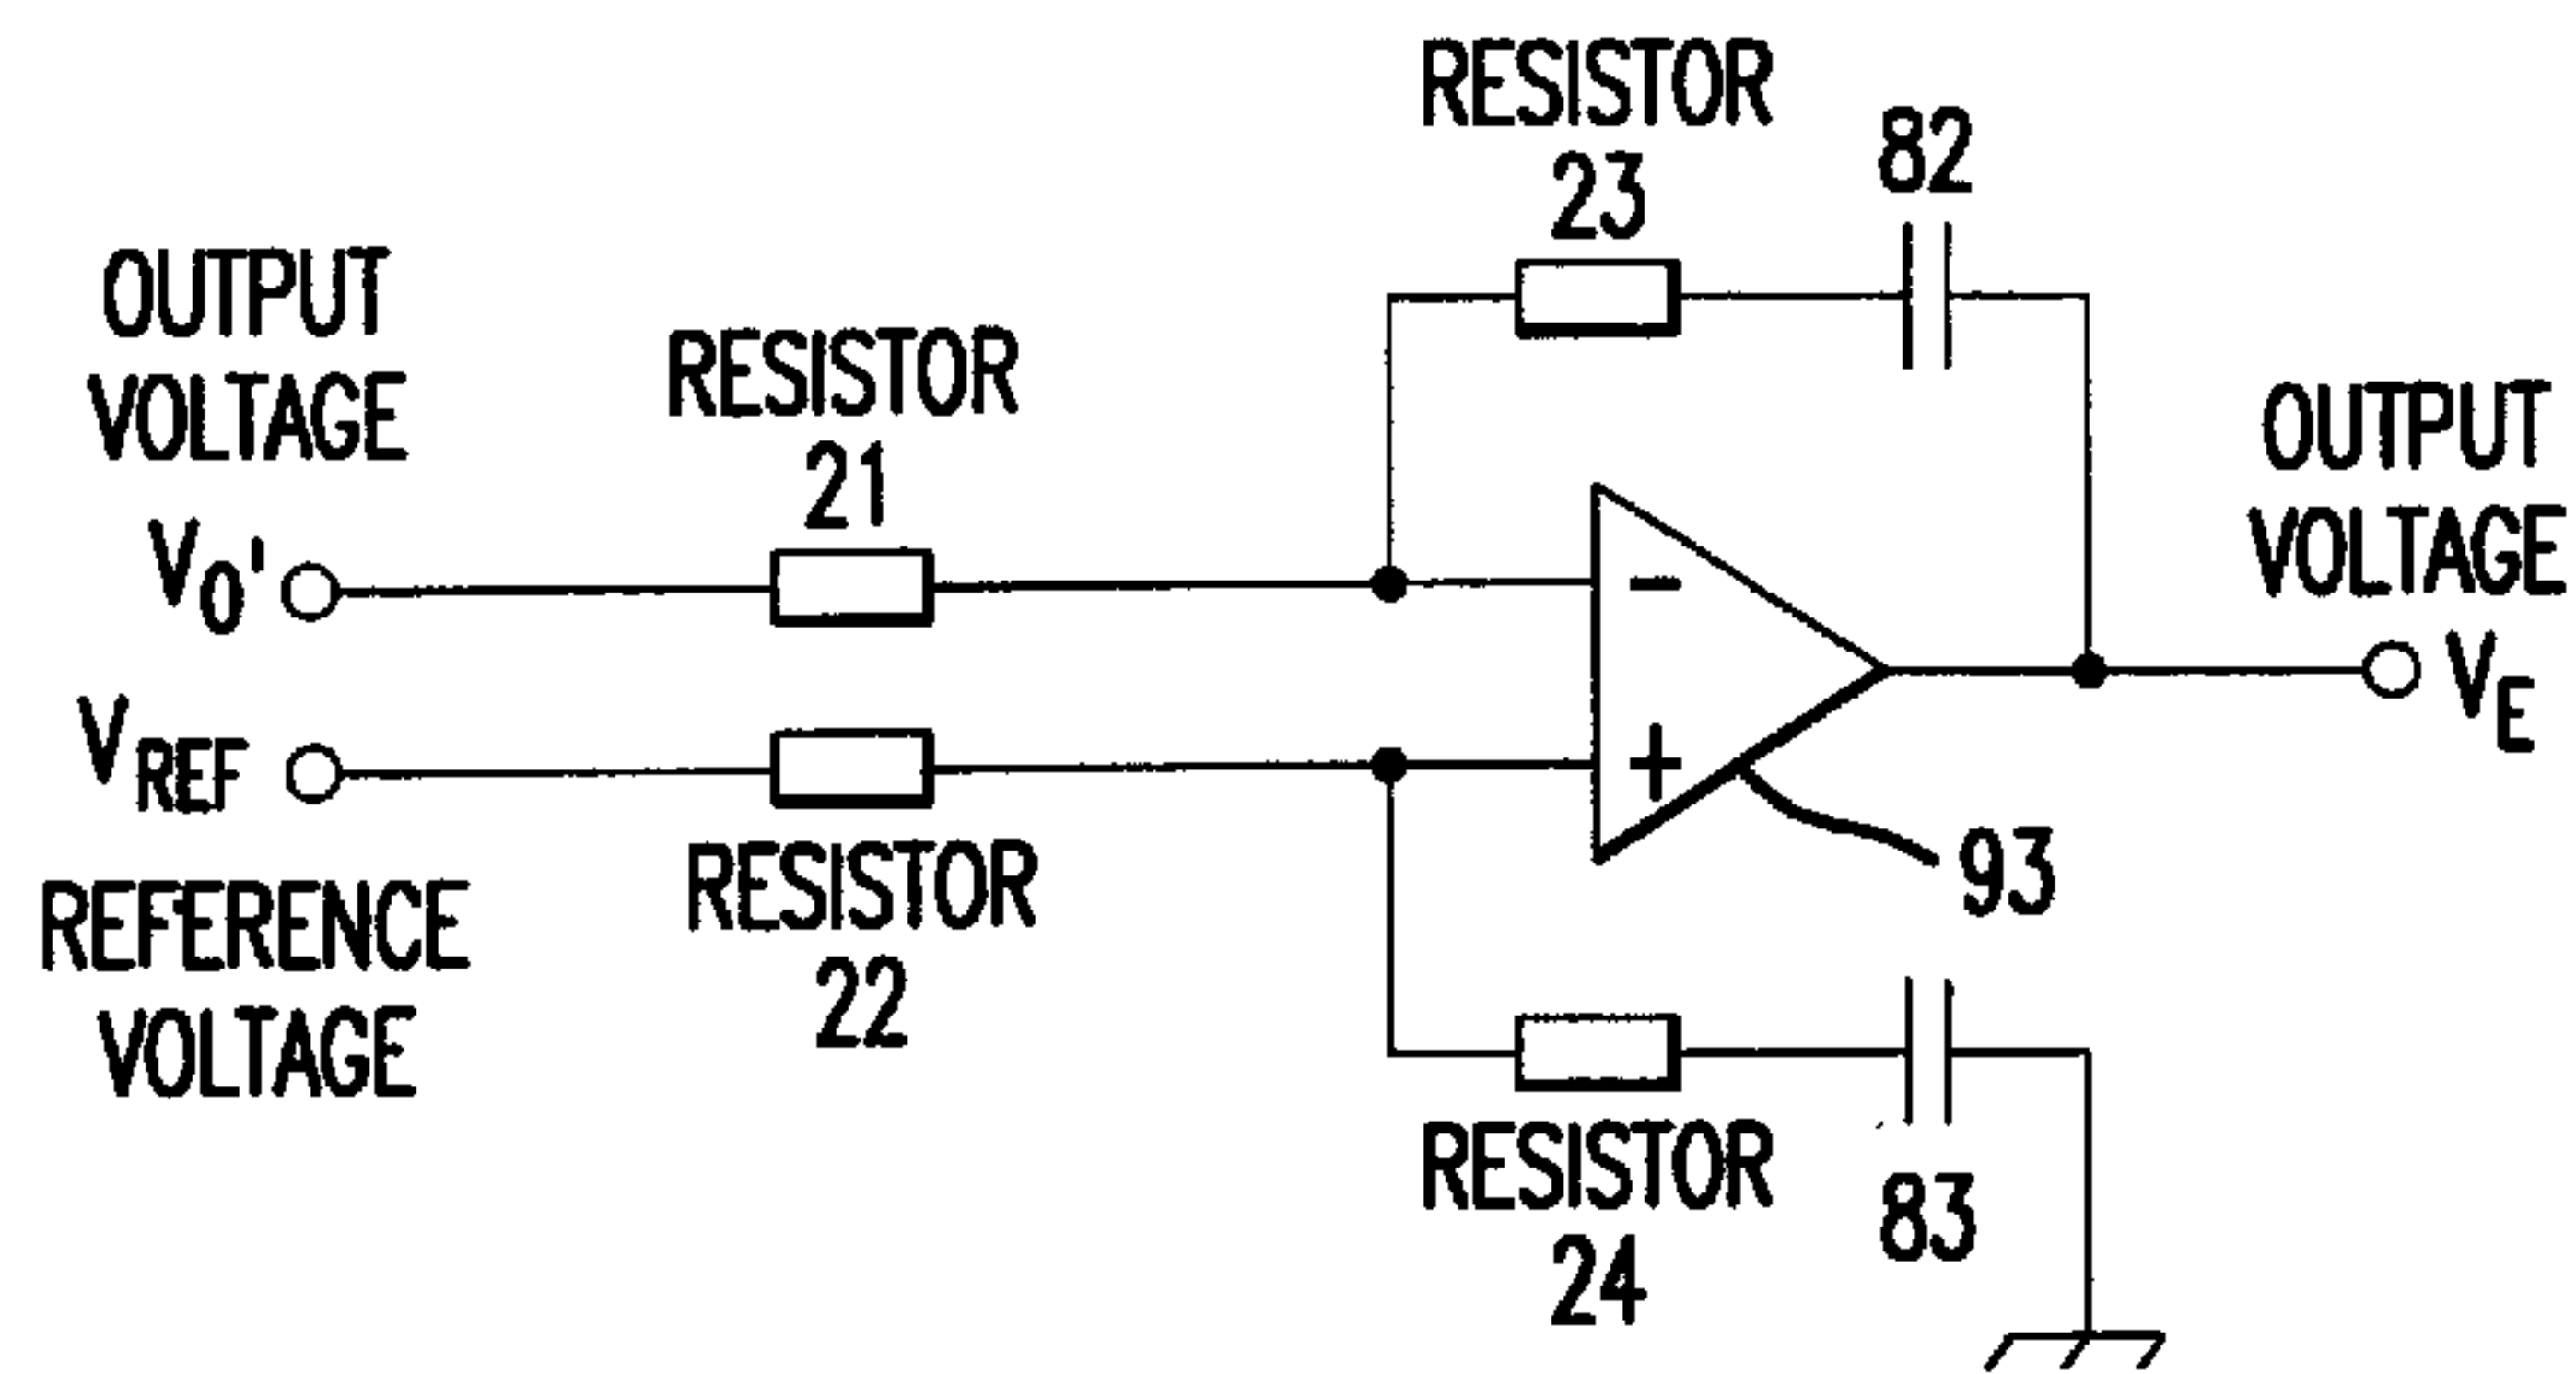 RESISTOR
23
82
OUTPUT
VOLTAGE
VO'
RESISTOR
21
OUTPUT
VOLTAGE
VE
-
+
VREF
REFERENCE
VOLTAGE
RESISTOR
22
93
RESISTOR
24
83